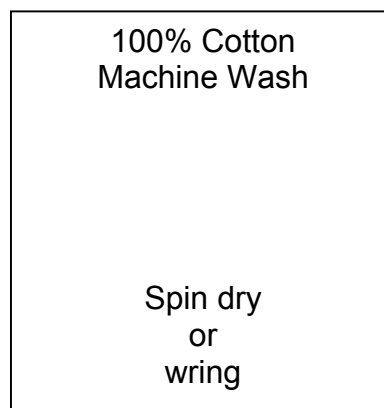 100% Cotton
Machine Wash
Spin dry
or
wring